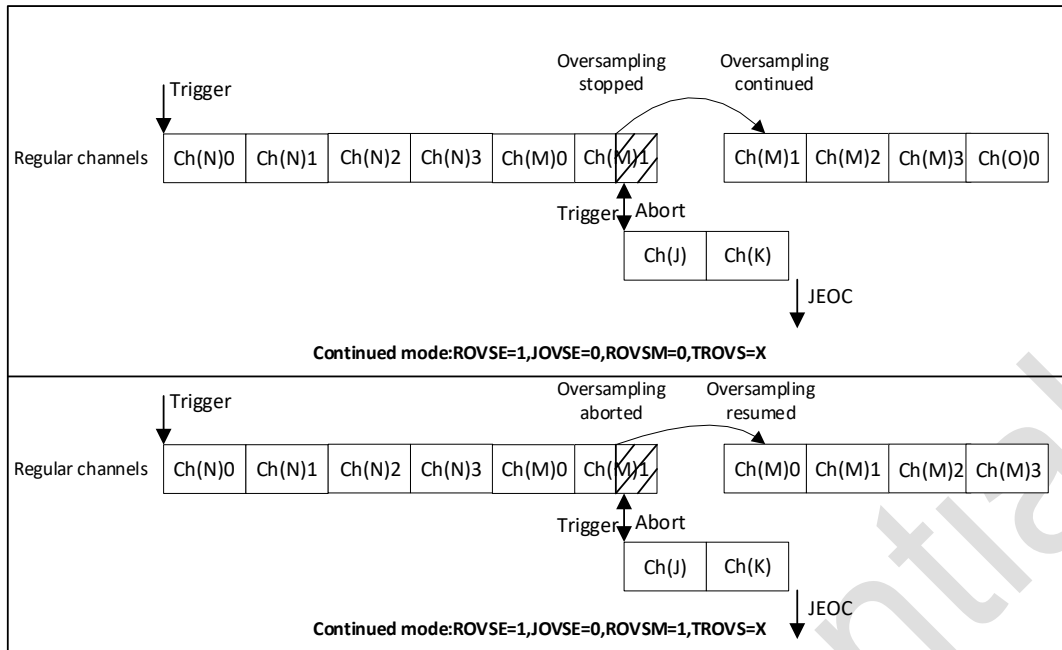 Oversampling stopped
Oversampling continued
Trigger
Regular channels
Ch(N)0 Ch(N)1 Ch(N)2 Ch(N)3 Ch(M)0 Ch(M)1 Ch(M)1 Ch(M)2 Ch(M)3 Ch(O)0
Trigger Abort
Ch(J) Ch(K)
JEOC
Continued mode:ROVSE=1,JOVSE=0,ROVSM=0,TROVS=X
Oversampling aborted
Oversampling resumed
Trigger
Regular channels
Ch(N)0 Ch(N)1 Ch(N)2 Ch(N)3 Ch(M)0 Ch(M)1 Ch(M)0 Ch(M)1 Ch(M)2 Ch(M)3
Trigger Abort
Ch(J) Ch(K)
JEOC
Continued mode:ROVSE=1,JOVSE=0,ROVSM=1,TROVS=X